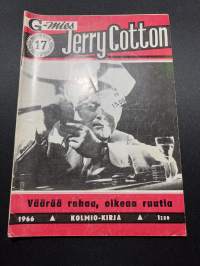 G-mies
17
Jerry Cotton
Väärää rahaa, oikeaa ruutia
1966 ▲ KOLMIO-KIRJA ▲ 1:50